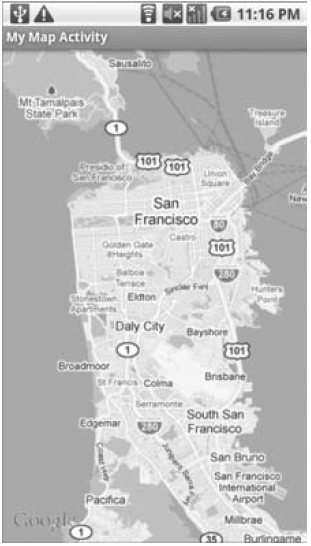 11:16 PM
My Map Activity
Sausalito
Mt Tamalpais
State Park
Treasure
Island
1
101
101
Presidio of
San Francisco
Union
Square
Bay Bridge
San
Francisco
80
Castro
101
Golden Gate
Heights
Balboa
Terrace
280
Stonestown
Apartments
Eldton
Hunters
Point
Daly City
Bayshore
1
101
Broadmoor
St Francis
Colma
Brisbane
Serramonte
South San
Francisco
Edgemar
280
San Bruno
San Francisco
International
Airport
Pacifica
Millbrae
Google
1
35
Burlingame